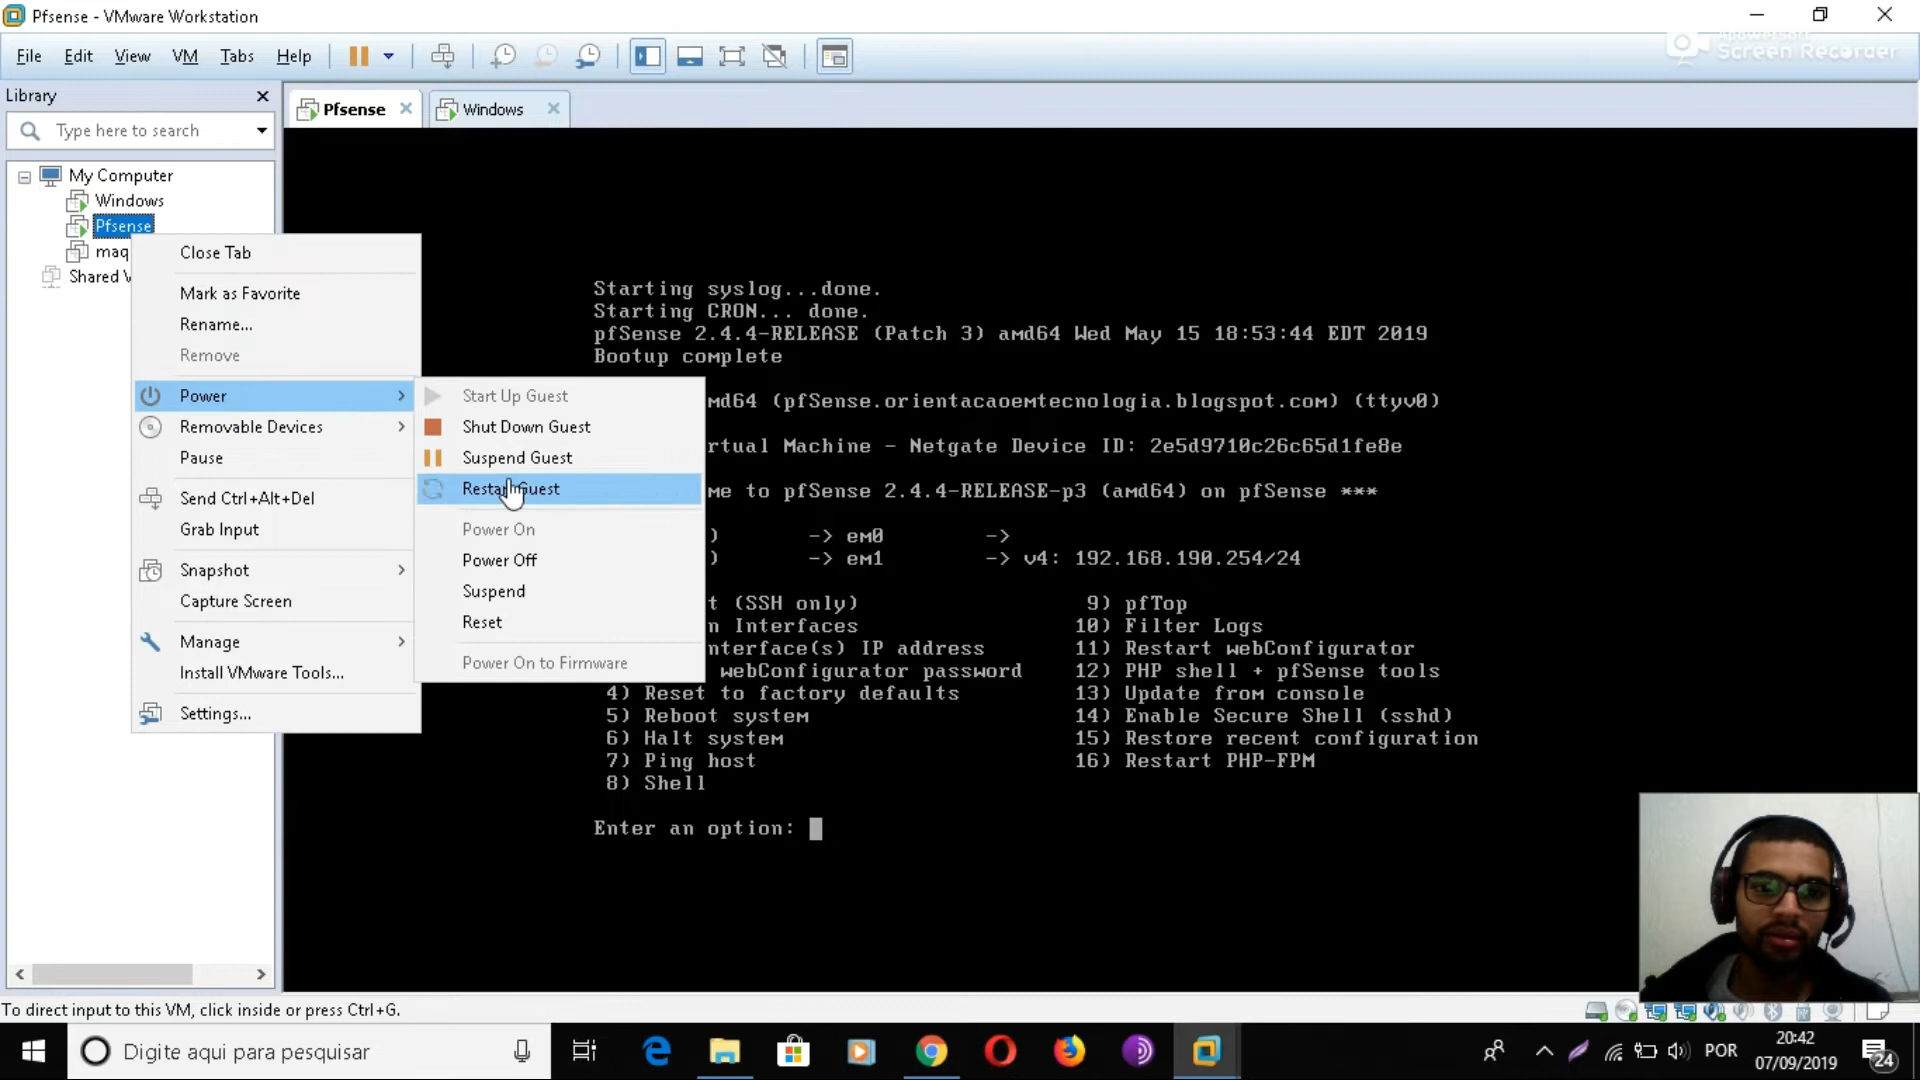 Pfsense - VMware Workstation
File Edit View VM Tabs Help
Screen Recorder
Library
Type here to search
Pfsense
Windows
My Computer
Windows
Pfsense
maq
Shared V
Close Tab
Mark as Favorite
Rename...
Remove
Power
Removable Devices
Pause
Send Ctrl+Alt+Del
Grab Input
Snapshot
Capture Screen
Manage
Install VMware Tools...
Settings...
Start Up Guest
Shut Down Guest
Suspend Guest
Restart Guest
Power On
Power Off
Suspend
Reset
Power On to Firmware
Starting syslog...done.
Starting CRON... done.
pfSense 2.4.4-RELEASE (Patch 3) amd64 Wed May 15 18:53:44 EDT 2019
Bootup complete
md64 (pfSense.orientacaoemtecnologia.blogspot.com) (ttyv0)
rtual Machine - Netgate Device ID: 2e5d9710c26c65d1fe8e
me to pfSense 2.4.4-RELEASE-p3 (amd64) on pfSense ***
) -> em0 ->
) -> em1 -> v4: 192.168.190.254/24
t (SSH only) 9) pfTop
n Interfaces 10) Filter Logs
nterface(s) IP address 11) Restart webConfigurator
webConfigurator password 12) PHP shell + pfSense tools
4) Reset to factory defaults 13) Update from console
5) Reboot system 14) Enable Secure Shell (sshd)
6) Halt system 15) Restore recent configuration
7) Ping host 16) Restart PHP-FPM
8) Shell
Enter an option:
To direct input to this VM, click inside or press Ctrl+G.
Digite aqui para pesquisar
POR
20:42
07/09/2019
24